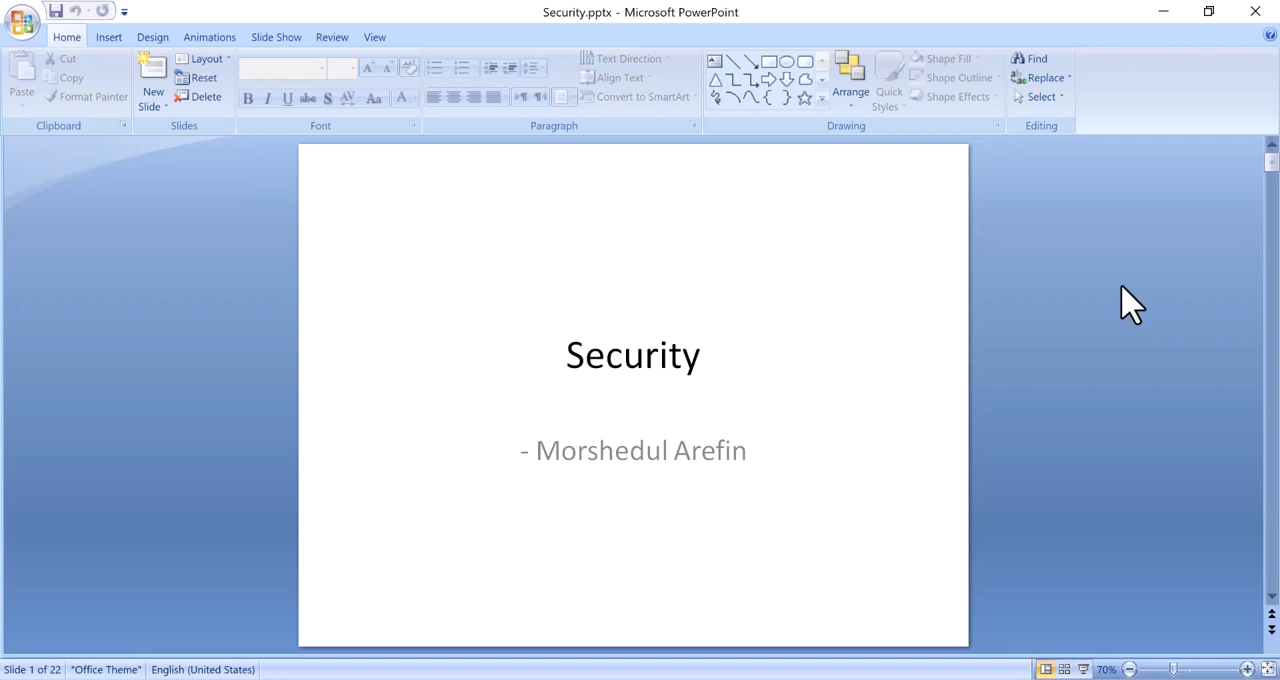 Security.pptx - Microsoft PowerPoint
Home Insert Design Animations Slide Show Review View
Paste
Cut
Copy
Format Painter
Clipboard
New Slide
Layout
Reset
Delete
Slides
B I U abc S AV Aa A
Font
Text Direction
Align Text
Convert to SmartArt
Paragraph
Arrange
Quick Styles
Shape Fill
Shape Outline
Shape Effects
Drawing
Find
Replace
Select
Editing
Security
- Morshedul Arefin
Slide 1 of 22 "Office Theme" English (United States) 70%